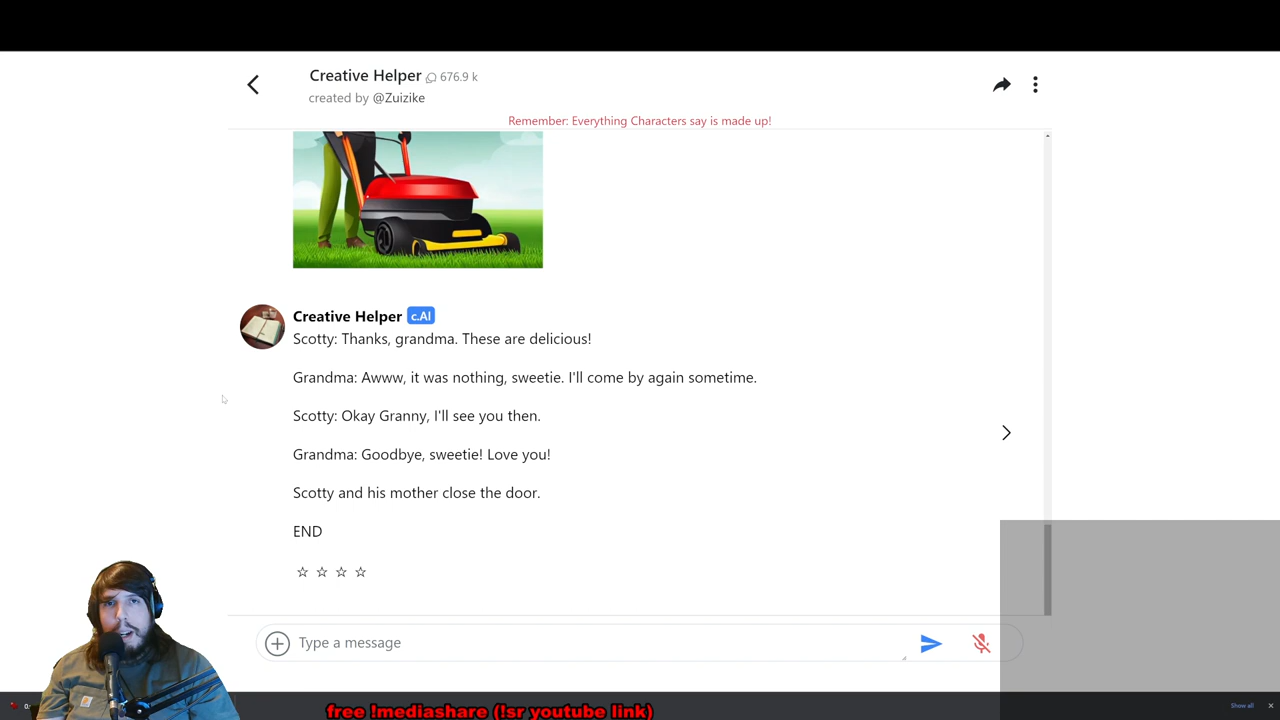 Creative Helper 676.9 k
created by @Zuizike
Remember: Everything Characters say is made up!
Creative Helper c.AI
Scotty: Thanks, grandma. These are delicious!
Grandma: Awww, it was nothing, sweetie. I'll come by again sometime.
Scotty: Okay Granny, I'll see you then.
Grandma: Goodbye, sweetie! Love you!
Scotty and his mother close the door.
END
Type a message
Show all
free !mediashare (!sr youtube link)